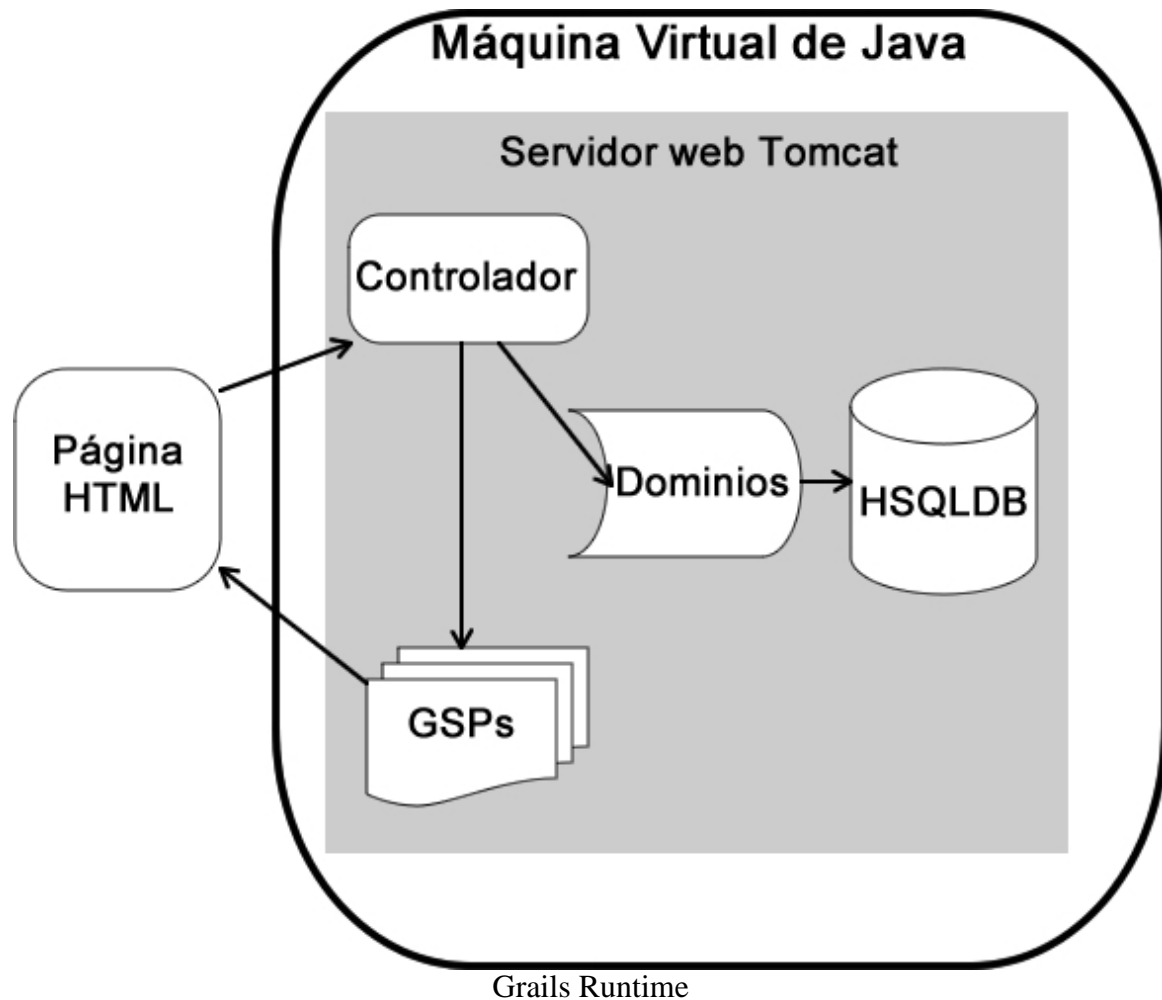 Máquina Virtual de Java
Servidor web Tomcat
Controlador
Página
HTML
Dominios
HSQLDB
GSPs
Grails Runtime